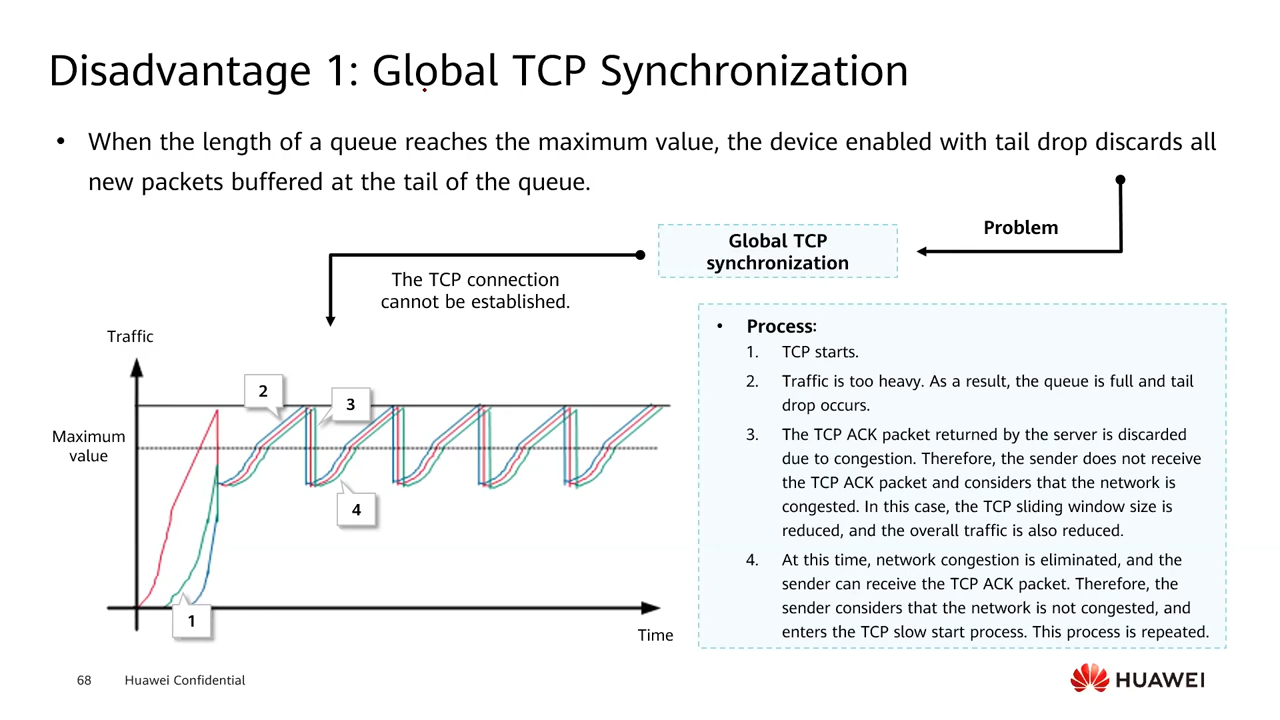 Disadvantage 1: Global TCP Synchronization
• When the length of a queue reaches the maximum value, the device enabled with tail drop discards all
new packets buffered at the tail of the queue.
Problem
Global TCP
synchronization
The TCP connection
cannot be established.
Traffic
Maximum
value
2
3
4
1
Time
• Process:
1. TCP starts.
2. Traffic is too heavy. As a result, the queue is full and tail
drop occurs.
3. The TCP ACK packet returned by the server is discarded
due to congestion. Therefore, the sender does not receive
the TCP ACK packet and considers that the network is
congested. In this case, the TCP sliding window size is
reduced, and the overall traffic is also reduced.
4. At this time, network congestion is eliminated, and the
sender can receive the TCP ACK packet. Therefore, the
sender considers that the network is not congested, and
enters the TCP slow start process. This process is repeated.
68 Huawei Confidential
HUAWEI